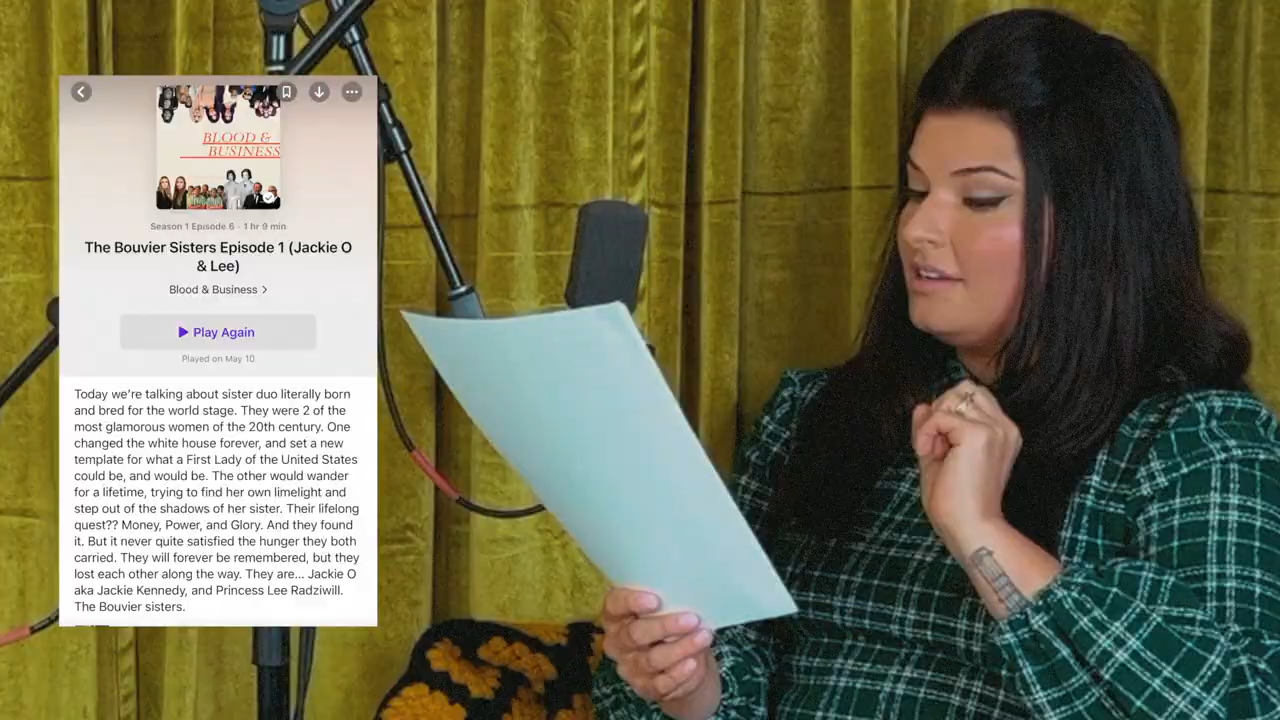 BLOOD &
BUSINESS
Season 1 Episode 6 · 1 hr 9 min
The Bouvier Sisters Episode 1 (Jackie O
& Lee)
Blood & Business
Play Again
Played on May 10
Today we're talking about sister duo literally born
and bred for the world stage. They were 2 of the
most glamorous women of the 20th century. One
changed the white house forever, and set a new
template for what a First Lady of the United States
could be, and would be. The other would wander
for a lifetime, trying to find her own limelight and
step out of the shadows of her sister. Their lifelong
quest?? Money, Power, and Glory. And they found
it. But it never quite satisfied the hunger they both
carried. They will forever be remembered, but they
lost each other along the way. They are... Jackie O
aka Jackie Kennedy, and Princess Lee Radziwill.
The Bouvier sisters.